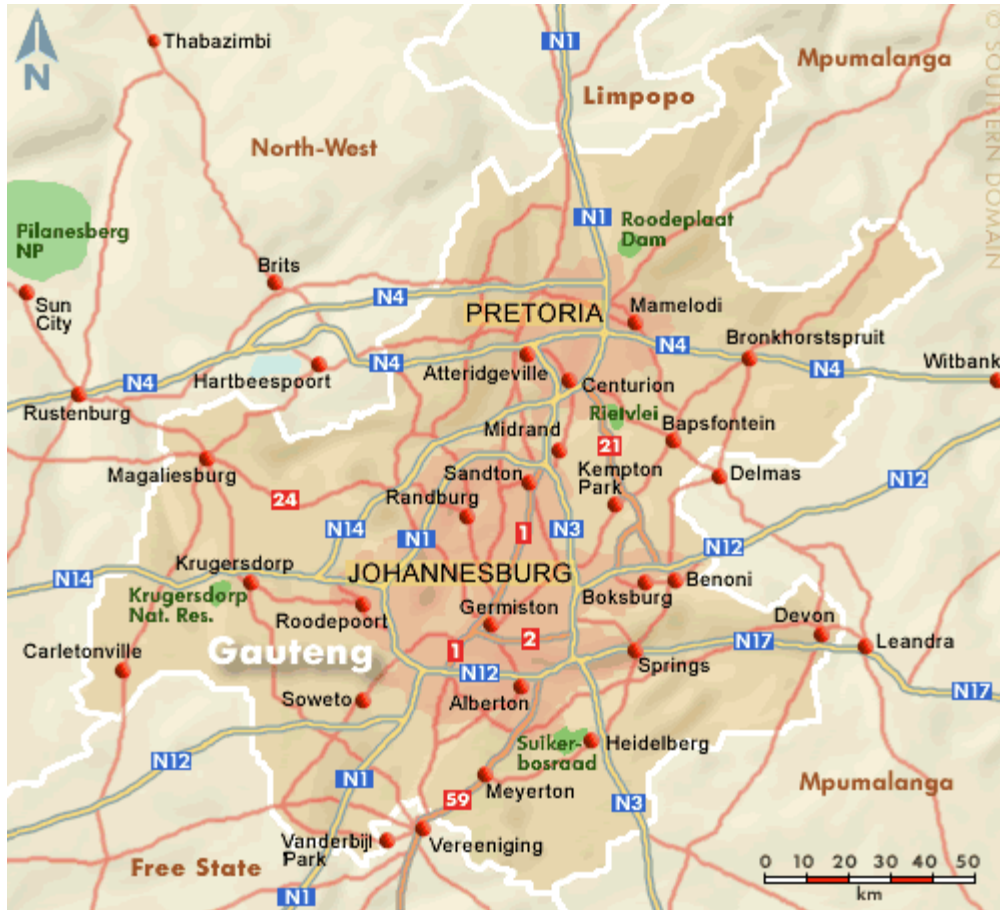 N1
Thabazimbi
N
Mpumalanga
© SOUTHERN DOMAIN
Limpopo
North-West
N1
Roodeplaat
Dam
Pilanesberg
NP
Brits
Sun
City
N4
Mamelodi
PRETORIA
Bronkhorstspruit
N4
N4
N4
Hartbeespoort
N4
Atteridgeville
Witbank
Rustenburg
Centurion
Rietvlei
Midrand
Bapsfontein
21
Magaliesburg
Sandton
Kempton
Park
Delmas
N12
Randburg
24
N14
1
N3
N1
N12
Krugersdorp
N14
JOHANNESBURG
Benoni
Krugersdorp
Nat. Res.
Boksburg
Germiston
Devon
Roodepoort
2
N17
Leandra
Gauteng
1
Carletonville
Springs
N12
N17
Soweto
Alberton
Suiker-
bosraad
Heidelberg
N12
N1
Meyerton
Mpumalanga
59
N3
Vanderbijl
Park
Vereeniging
Free State
0 10 20 30 40 50
km
N1